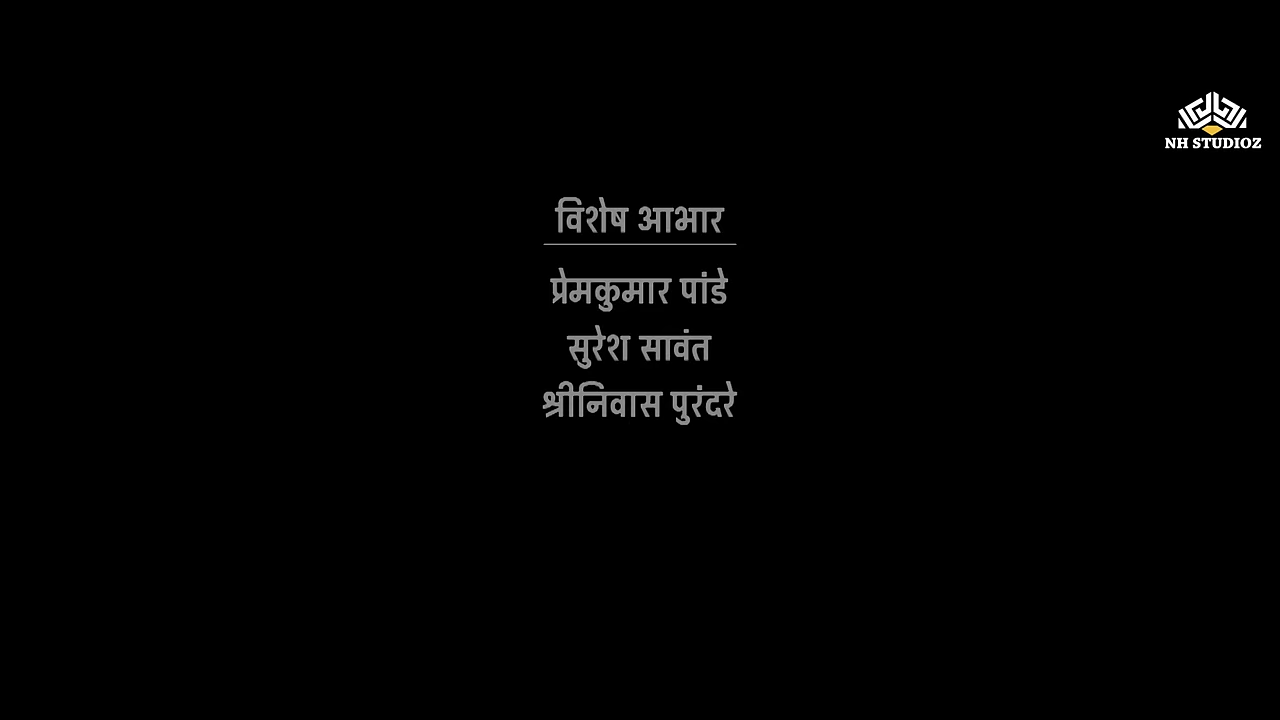 NH STUDIOZ
विशेष आभार
प्रेमकुमार पांडे
सुरेश सावंत
श्रीनिवास पुरंदरे